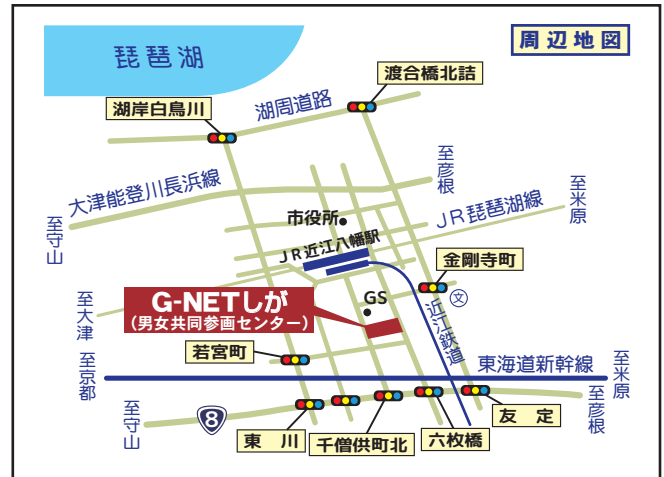 周辺地図
琵琶湖
渡合橋北詰
湖岸白鳥川
湖周道路
至彦根
大津能登川長浜線
至米原
JR琵琶湖線
至守山
市役所
JR近江八幡駅
金剛寺町
文
至大津
GS
G-NETしが
(男女共同参画センター)
近江鉄道
若宮町
東海道新幹線
至京都
至米原
至守山
8
至彦根
東川
千僧供町北
六枚橋
友定